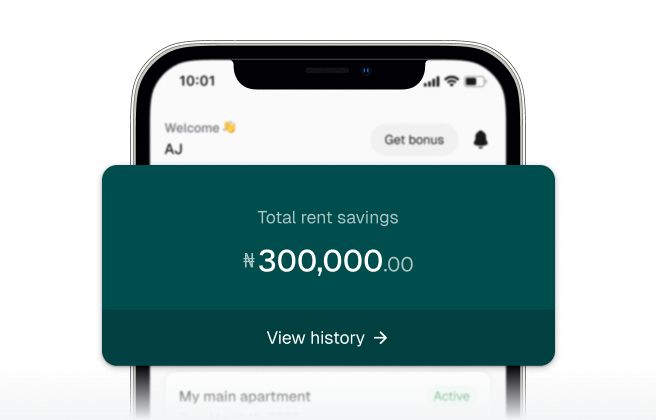 10:01
Welcome 👋
AJ
Get bonus
Total rent savings
₦300,000.00
View history →
My main apartment
Active